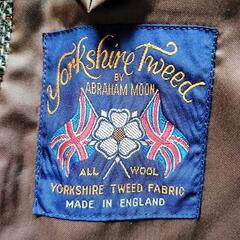 Yorkshire Tweed
BY
ABRAHAM MOON
ALL WOOL
YORKSHIRE TWEED FABRIC
MADE IN ENGLAND